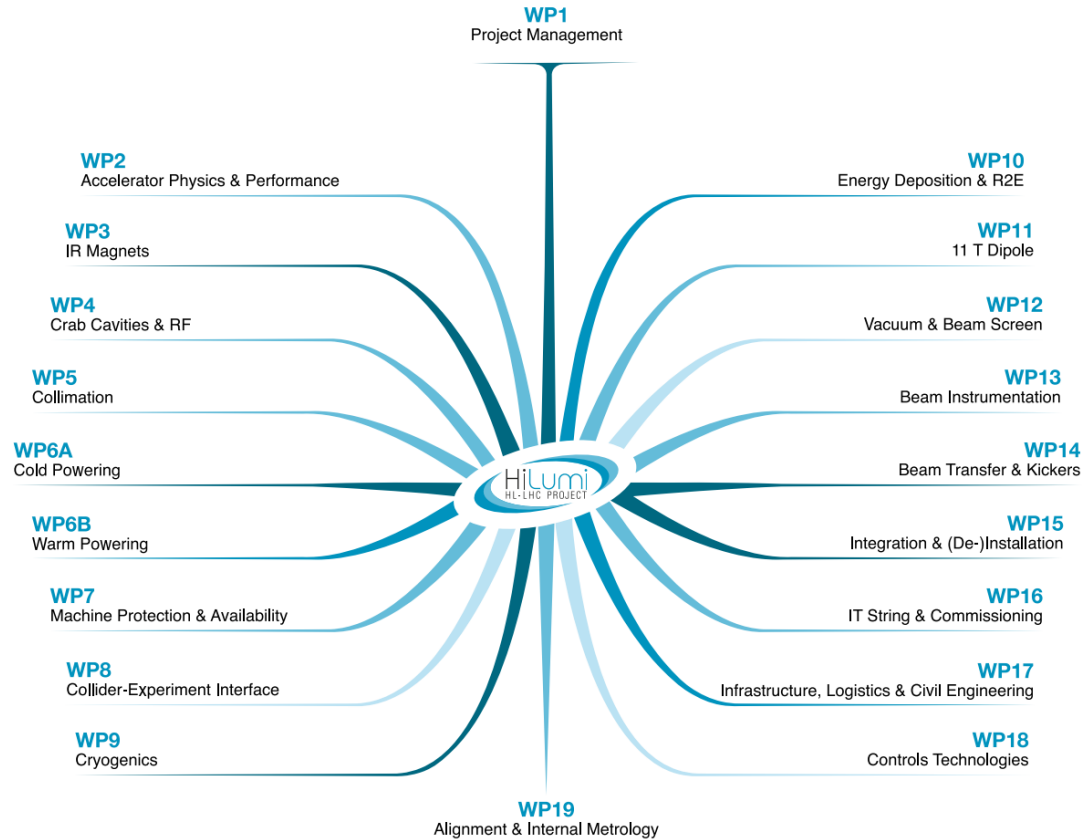 WP1
Project Management
WP2
Accelerator Physics & Performance
WP3
IR Magnets
WP4
Crab Cavities & RF
WP5
Collimation
WP6A
Cold Powering
WP6B
Warm Powering
WP7
Machine Protection & Availability
WP8
Collider-Experiment Interface
WP9
Cryogenics
HiLumi
HL-LHC PROJECT
WP10
Energy Deposition & R2E
WP11
11 T Dipole
WP12
Vacuum & Beam Screen
WP13
Beam Instrumentation
WP14
Beam Transfer & Kickers
WP15
Integration & (De-)Installation
WP16
IT String & Commissioning
WP17
Infrastructure, Logistics & Civil Engineering
WP18
Controls Technologies
WP19
Alignment & Internal Metrology